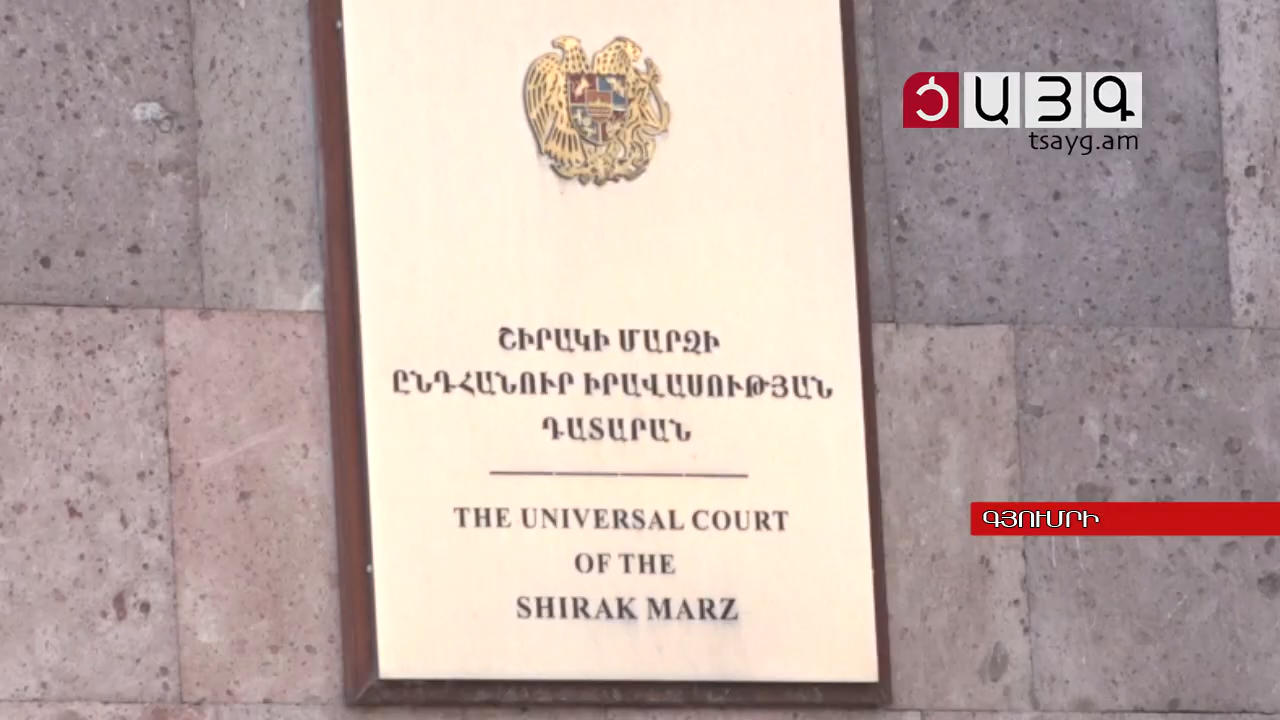 ՇԻՐԱԿԻ ՄԱՐԶԻ
ԸՆԴՀԱՆՈՒՐ ԻՐԱՎԱՍՈՒԹՅԱՆ
ԴԱՏԱՐԱՆ
THE UNIVERSAL COURT
OF THE
SHIRAK MARZ
ՑԱՅԳ
tsayg.am
ԳՅՈՒՄՐԻ